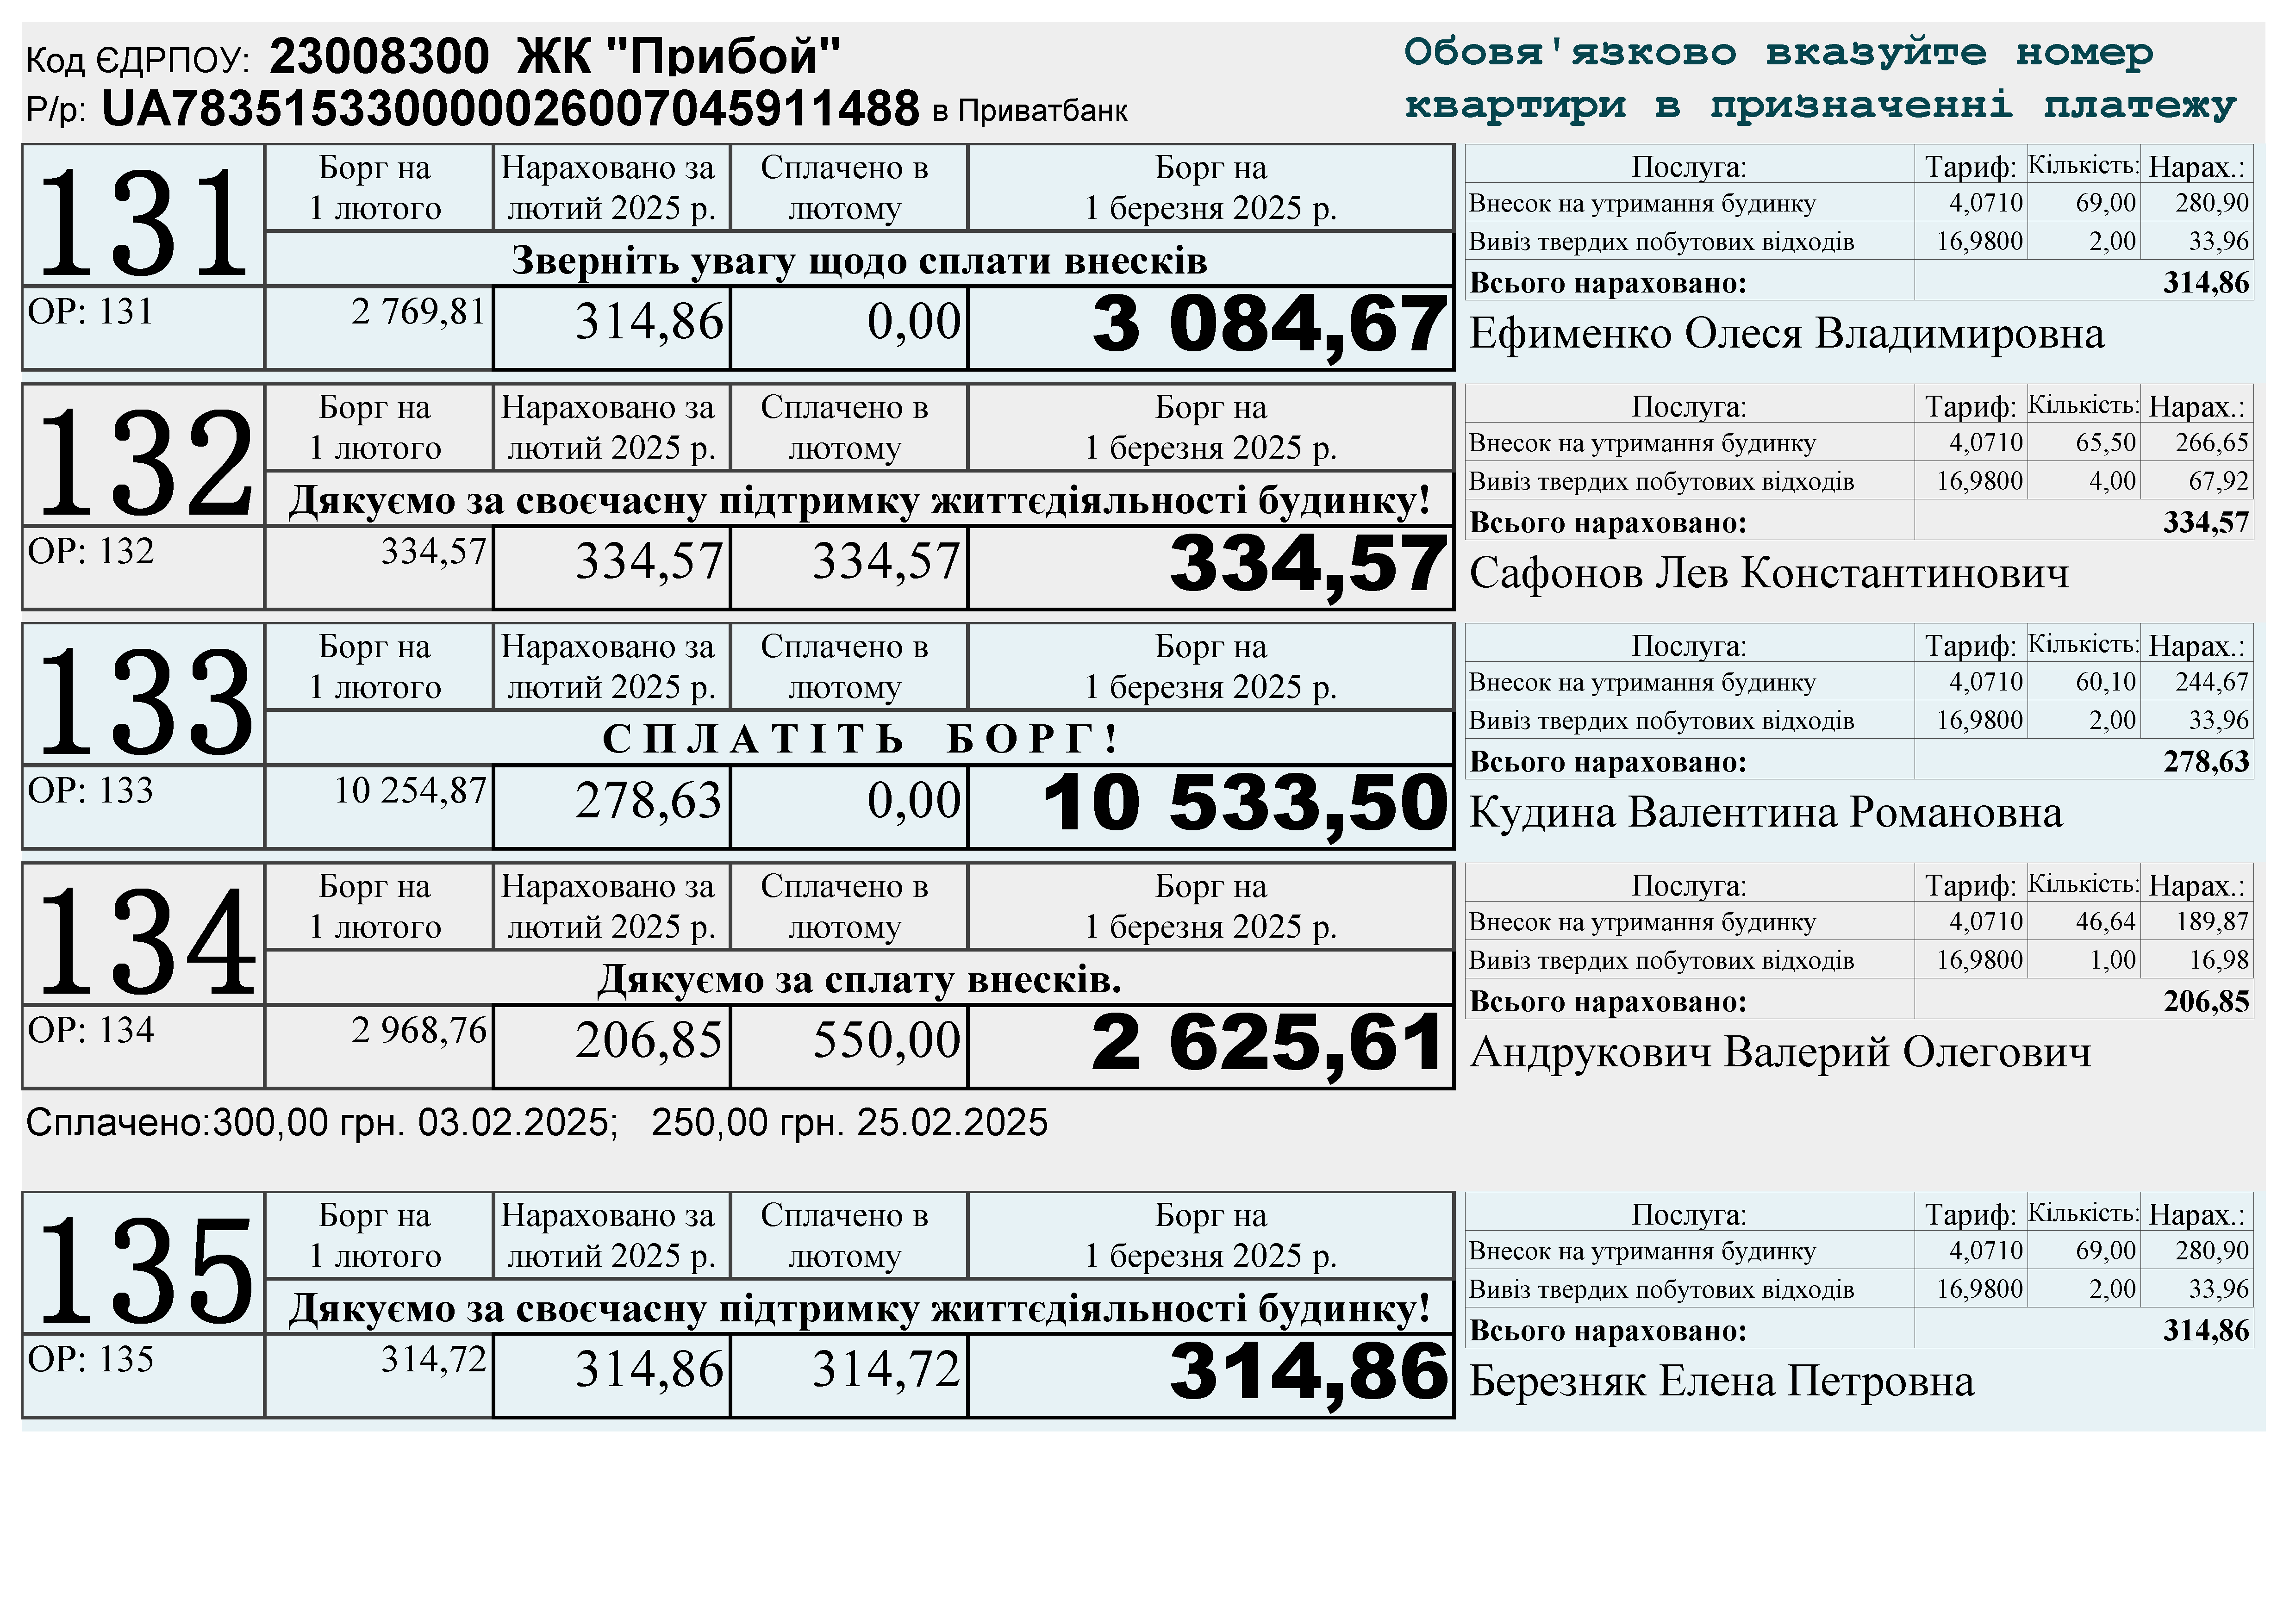 Код ЄДРПОУ: 23008300 ЖК "Прибой"
Р/р: UA783515330000026007045911488 в Приватбанк
Обовя'язково вказуйте номер
квартири в призначенні платежу
131
Борг на
1 лютого
Нараховано за
лютий 2025 р.
Сплачено в
лютому
Борг на
1 березня 2025 р.
Зверніть увагу щодо сплати внесків
ОР: 131 2 769,81 314,86 0,00 3 084,67
Послуга: Тариф: Кількість: Нарах.:
Внесок на утримання будинку 4,0710 69,00 280,90
Вивіз твердих побутових відходів 16,9800 2,00 33,96
Всього нараховано: 314,86
Ефименко Олеся Владимировна
132
Борг на
1 лютого
Нараховано за
лютий 2025 р.
Сплачено в
лютому
Борг на
1 березня 2025 р.
Дякуємо за своєчасну підтримку життєдіяльності будинку!
ОР: 132 334,57 334,57 334,57 334,57
Послуга: Тариф: Кількість: Нарах.:
Внесок на утримання будинку 4,0710 65,50 266,65
Вивіз твердих побутових відходів 16,9800 4,00 67,92
Всього нараховано: 334,57
Сафонов Лев Константинович
133
Борг на
1 лютого
Нараховано за
лютий 2025 р.
Сплачено в
лютому
Борг на
1 березня 2025 р.
С П Л А Т І Т Ь Б О Р Г !
ОР: 133 10 254,87 278,63 0,00 10 533,50
Послуга: Тариф: Кількість: Нарах.:
Внесок на утримання будинку 4,0710 60,10 244,67
Вивіз твердих побутових відходів 16,9800 2,00 33,96
Всього нараховано: 278,63
Кудина Валентина Романовна
134
Борг на
1 лютого
Нараховано за
лютий 2025 р.
Сплачено в
лютому
Борг на
1 березня 2025 р.
Дякуємо за сплату внесків.
ОР: 134 2 968,76 206,85 550,00 2 625,61
Послуга: Тариф: Кількість: Нарах.:
Внесок на утримання будинку 4,0710 46,64 189,87
Вивіз твердих побутових відходів 16,9800 1,00 16,98
Всього нараховано: 206,85
Андрукович Валерий Олегович
Сплачено:300,00 грн. 03.02.2025; 250,00 грн. 25.02.2025
135
Борг на
1 лютого
Нараховано за
лютий 2025 р.
Сплачено в
лютому
Борг на
1 березня 2025 р.
Дякуємо за своєчасну підтримку життєдіяльності будинку!
ОР: 135 314,72 314,86 314,72 314,86
Послуга: Тариф: Кількість: Нарах.:
Внесок на утримання будинку 4,0710 69,00 280,90
Вивіз твердих побутових відходів 16,9800 2,00 33,96
Всього нараховано: 314,86
Березняк Елена Петровна